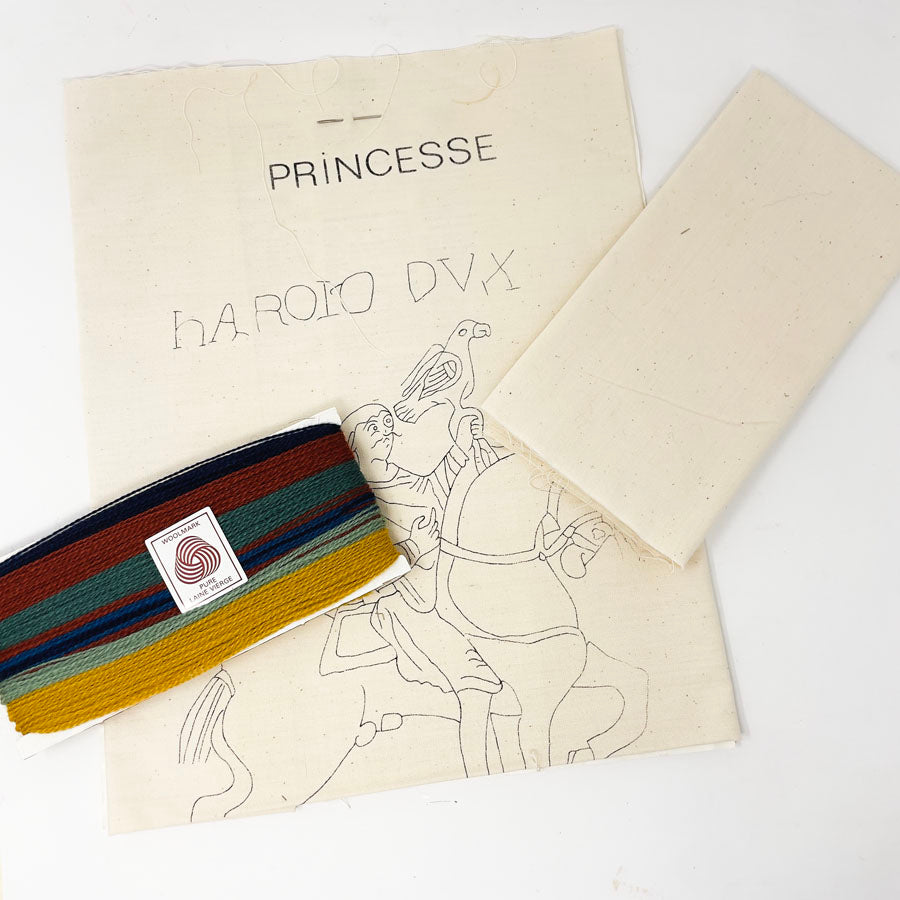 PRiNCESSE
hAROLD DVX
WOOLMARK
PURE
LAINE VIERGE